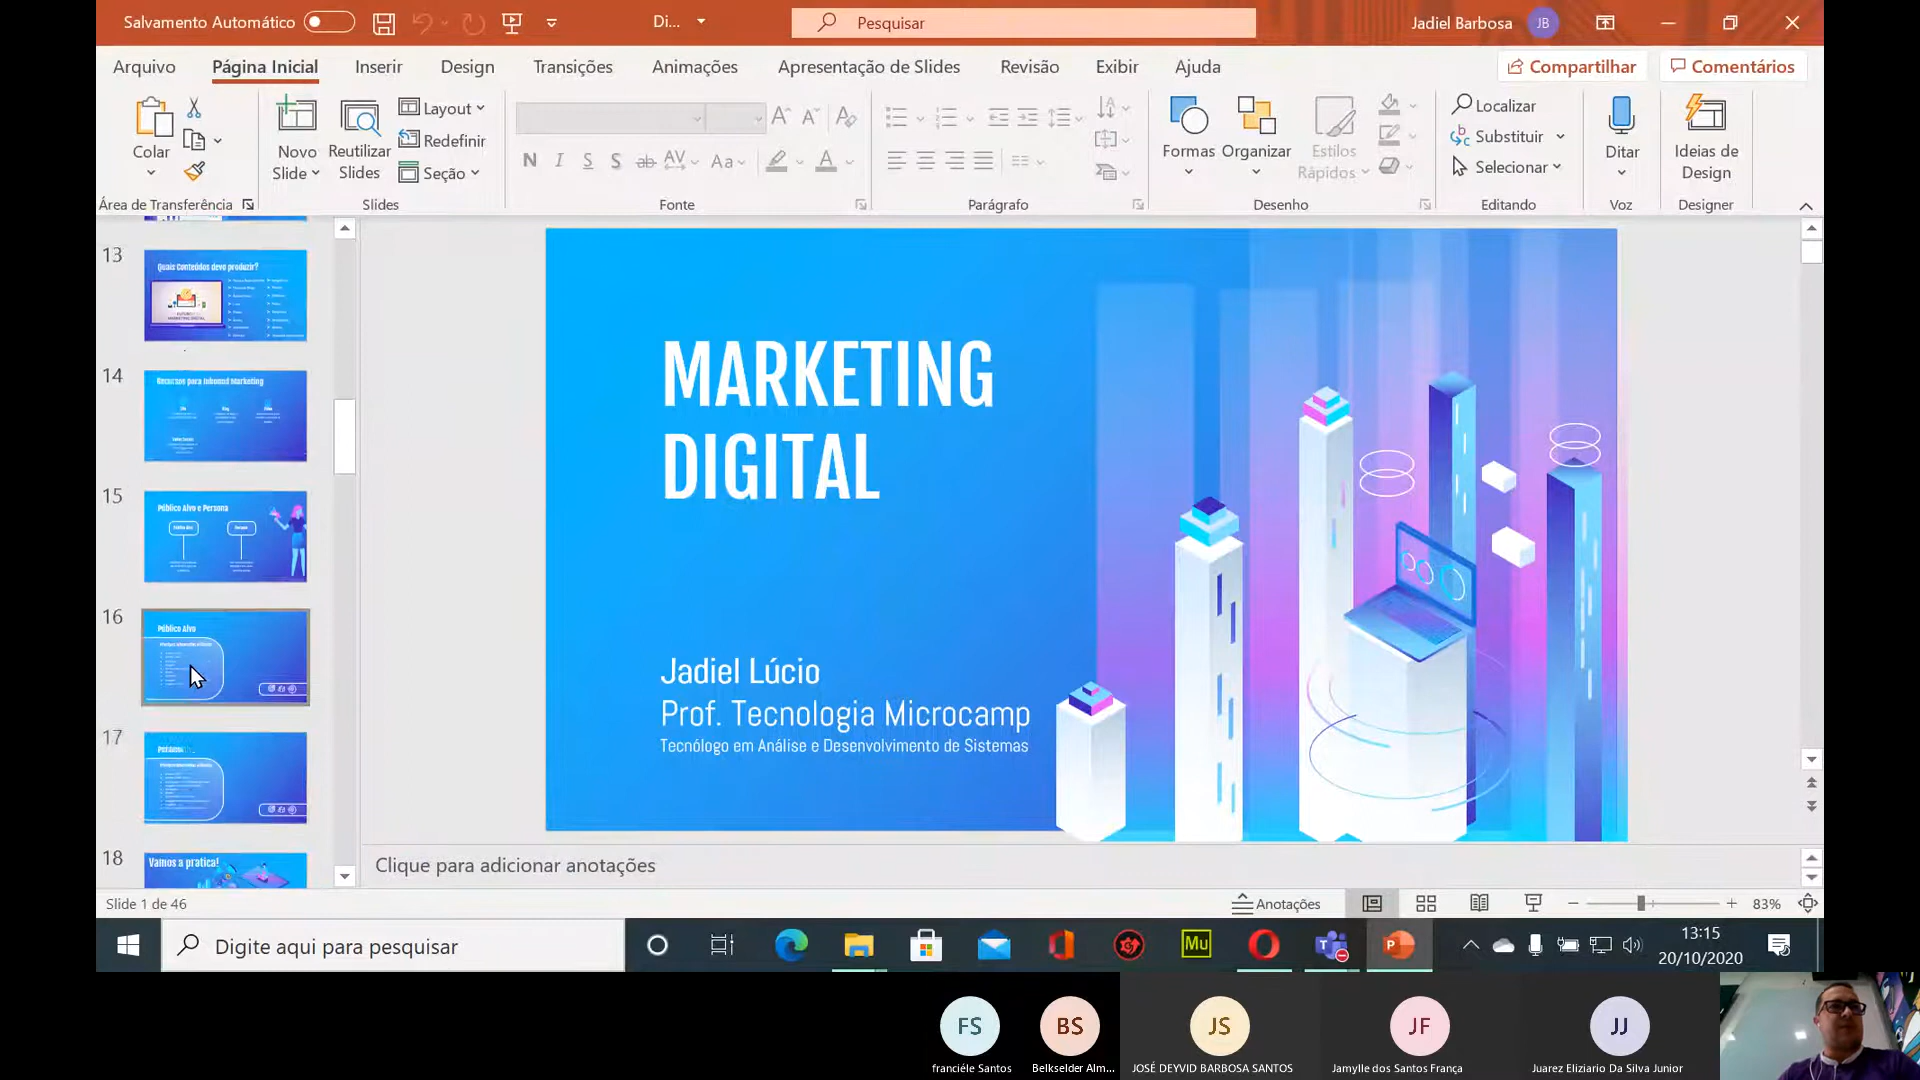 Salvamento Automático
Di...
Pesquisar
Jadiel Barbosa
JB
Arquivo
Página Inicial
Inserir
Design
Transições
Animações
Apresentação de Slides
Revisão
Exibir
Ajuda
Compartilhar
Comentários
Colar
Novo
Slide
Reutilizar
Slides
Layout
Redefinir
Seção
N I S S ab AV Aa A
Formas
Organizar
Estilos
Rápidos
Localizar
Substituir
Selecionar
Ditar
Ideias de
Design
Área de Transferência
Slides
Fonte
Parágrafo
Desenho
Editando
Voz
Designer
13
Quais Conteúdos devo produzir?
14
Recursos para Inbound Marketing
15
Público Alvo e Persona
16
Público Alvo
17
18
Vamos a pratica!
MARKETING
DIGITAL
Jadiel Lúcio
Prof. Tecnologia Microcamp
Tecnólogo em Análise e Desenvolvimento de Sistemas
Clique para adicionar anotações
Slide 1 de 46
Anotações
83%
Digite aqui para pesquisar
Mu
13:15
20/10/2020
FS
BS
JS
JF
JJ
franciéle Santos
Belkselder Alm...
JOSÉ DEYVID BARBOSA SANTOS
Jamylle dos Santos França
Juarez Eliziario Da Silva Junior